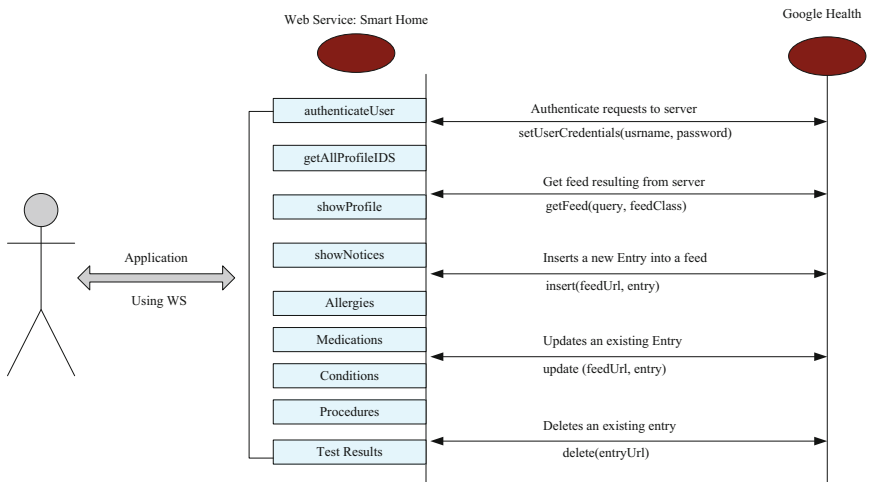 Web Service: Smart Home
Google Health
authenticateUser
getAllProfileIDS
showProfile
showNotices
Allergies
Medications
Conditions
Procedures
Test Results
Application
Using WS
Authenticate requests to server
setUserCredentials(usrname, password)
Get feed resulting from server
getFeed(query, feedClass)
Inserts a new Entry into a feed
insert(feedUrl, entry)
Updates an existing Entry
update (feedUrl, entry)
Deletes an existing entry
delete(entryUrl)